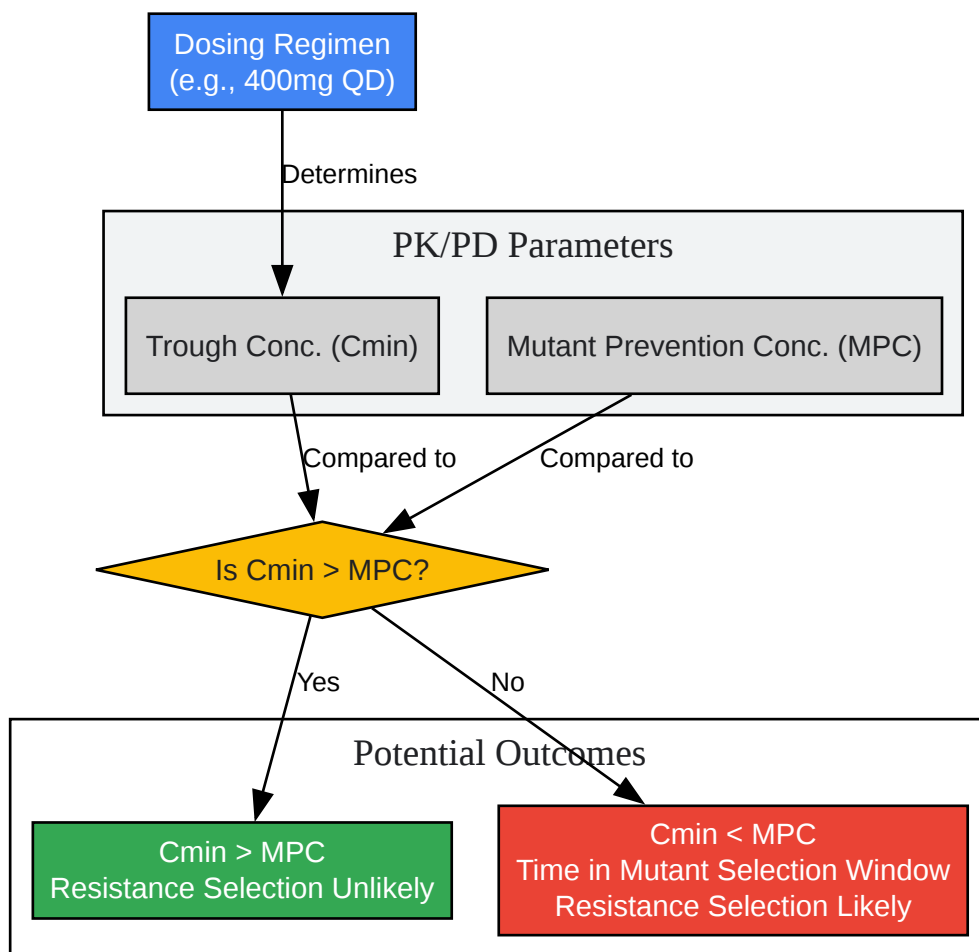 Dosing Regimen
(e.g., 400mg QD)
Determines
PK/PD Parameters
Trough Conc. (Cmin)
Mutant Prevention Conc. (MPC)
Compared to
Compared to
Is Cmin > MPC?
Yes
No
Potential Outcomes
Cmin > MPC
Resistance Selection Unlikely
Cmin < MPC
Time in Mutant Selection Window
Resistance Selection Likely